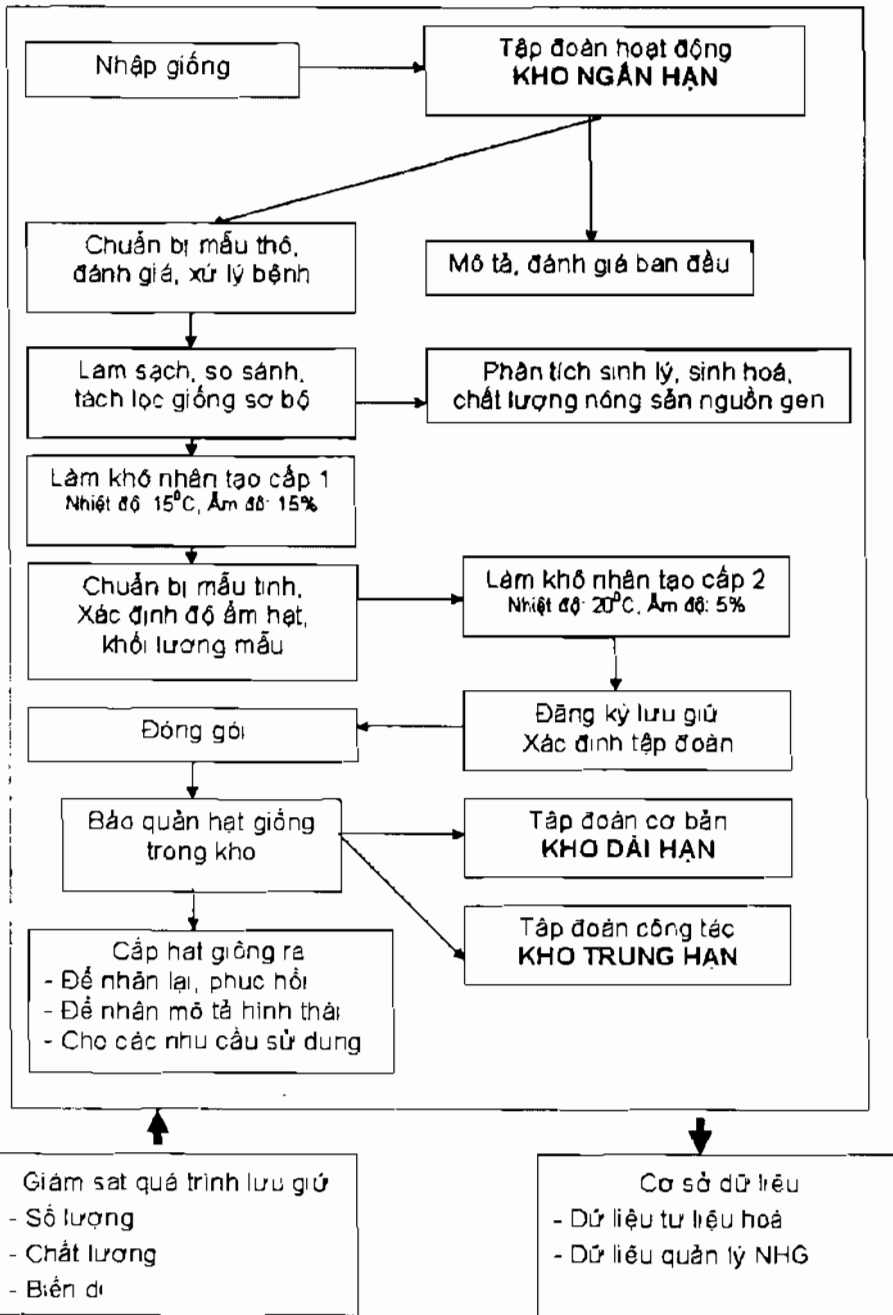 Nhập giống
Tập đoàn hoạt động
KHO NGẮN HẠN
Chuẩn bị mẫu thô,
đánh giá, xử lý bệnh
Mô tả, đánh giá ban đầu
Làm sạch, so sánh,
tách lọc giống sơ bộ
Phân tích sinh lý, sinh hoá,
chất lượng nông sản nguồn gen
Làm khô nhân tạo cấp 1
Nhiệt độ: 15⁰C, Ẩm độ: 15%
Chuẩn bị mẫu tinh,
Xác định độ ẩm hạt,
khối lượng mẫu
Làm khô nhân tạo cấp 2
Nhiệt độ: 20⁰C, Ẩm độ: 5%
Đóng gói
Đăng ký lưu giữ
Xác định tập đoàn
Bảo quản hạt giống
trong kho
Tập đoàn cơ bản
KHO DÀI HẠN
Tập đoàn công tác
KHO TRUNG HẠN
Cấp hạt giống ra
- Để nhân lại, phục hồi
- Để nhân mô tả hình thái
- Cho các nhu cầu sử dụng
Giám sát quá trình lưu giữ
- Số lượng
- Chất lượng
- Biến dị
Cơ sở dữ liệu
- Dữ liệu tư liệu hoá
- Dữ liệu quản lý NHG